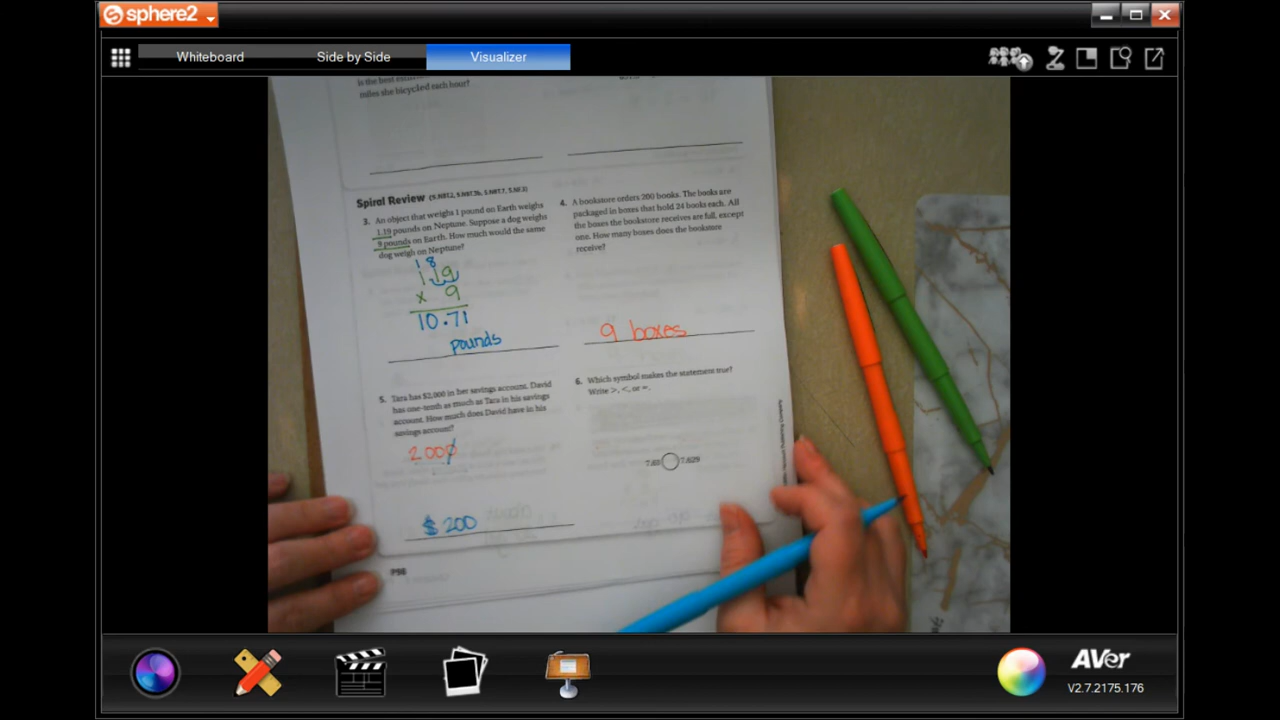 sphere2
Whiteboard
Side by Side
Visualizer
miles she bicycled each hour?
Spiral Review
3. An object that weighs 1 pound on Earth weighs
1.19 pounds on Neptune. Suppose a dog weighs
9 pounds on Earth. How much would the same
dog weigh on Neptune?
1 8
1.19
x 9
10.71
pounds
4. A bookstore orders 200 books. The books are
packaged in boxes that hold 24 books each. All
the boxes the bookstore receives are full, except
one. How many boxes does the bookstore
receive?
9 boxes
5. Tara has $2,000 in her savings account. David
has one-tenth as much as Tara in his savings
account. How much does David have in his
savings account?
2000
$200
6. Which symbol makes the statement true?
Write >, <, or =.
7.63 7.629
P98
AVer
V2.7.2175.176